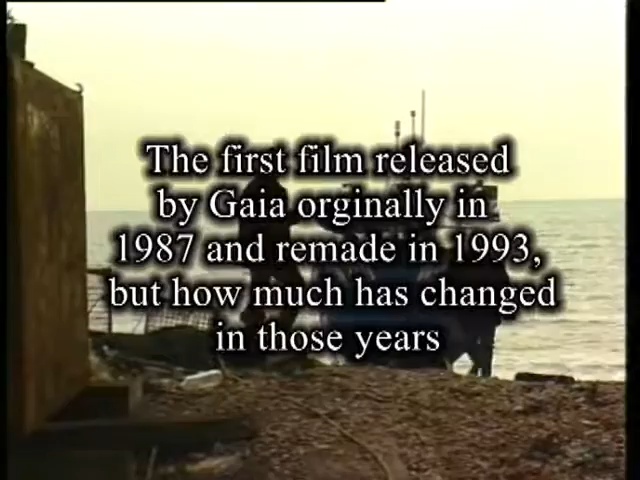 The first film released
by Gaia orginally in
1987 and remade in 1993,
but how much has changed
in those years